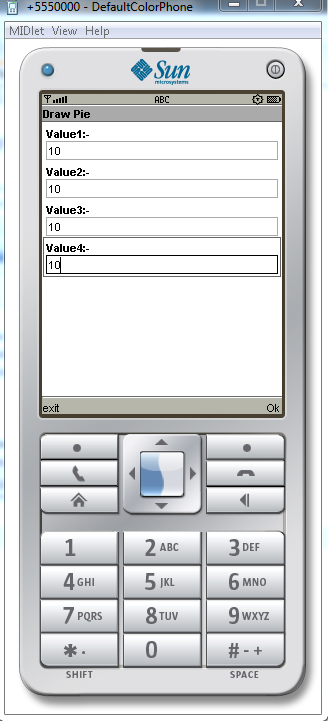 +5550000 - DefaultColorPhone
MIDlet View Help
Sun
microsystems
ABC
Draw Pie
Value1:-
10
Value2:-
10
Value3:-
10
Value4:-
10
exit Ok
1 2 ABC 3 DEF
4 GHI 5 JKL 6 MNO
7 PQRS 8 TUV 9 WXYZ
* . 0 # - +
SHIFT SPACE